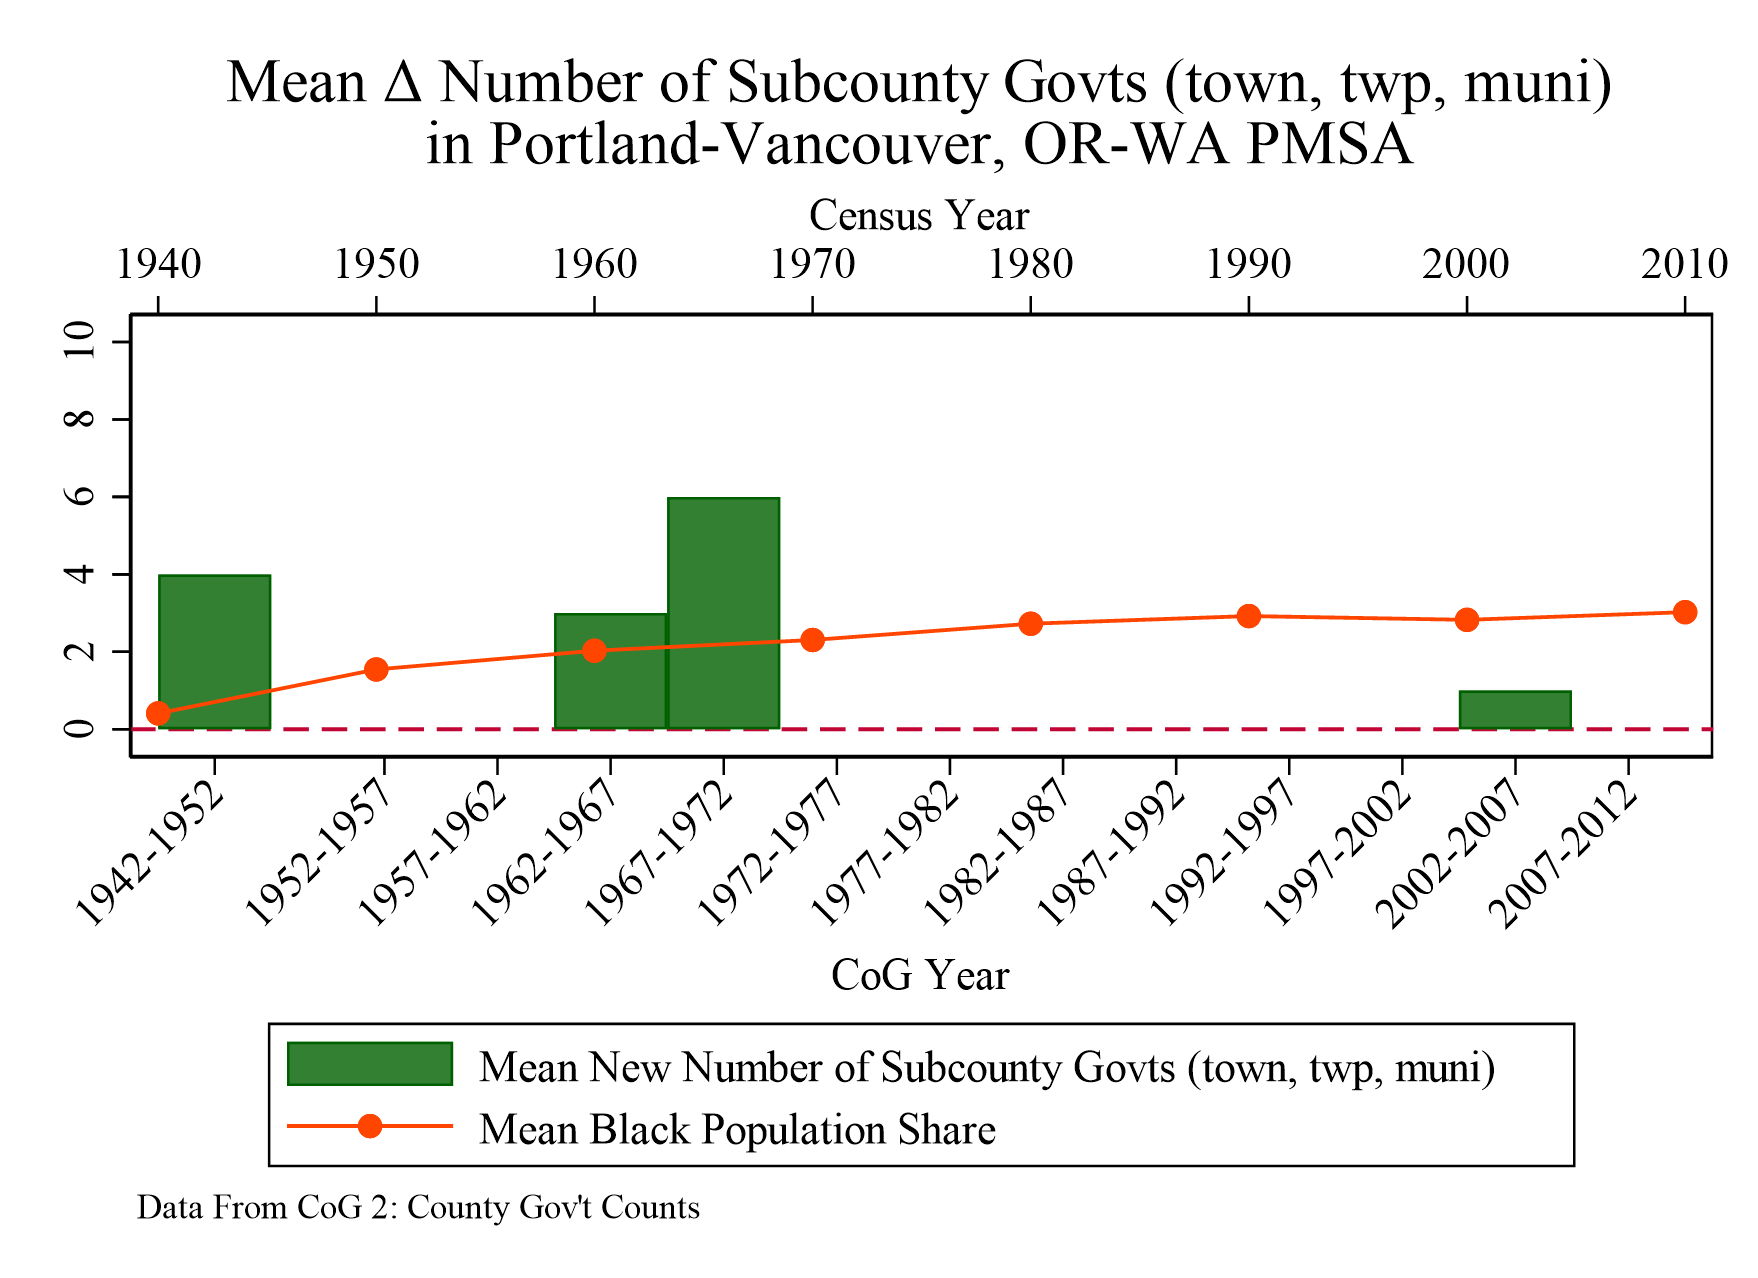 Mean Δ Number of Subcounty Govts (town, twp, muni)
in Portland-Vancouver, OR-WA PMSA
Census Year
1940 1950 1960 1970 1980 1990 2000 2010
10
8
6
4
2
0
1942-1952 1952-1957 1957-1962 1962-1967 1967-1972 1972-1977 1977-1982 1982-1987 1987-1992 1992-1997 1997-2002 2002-2007 2007-2012
CoG Year
Mean New Number of Subcounty Govts (town, twp, muni)
Mean Black Population Share
Data From CoG 2: County Gov't Counts